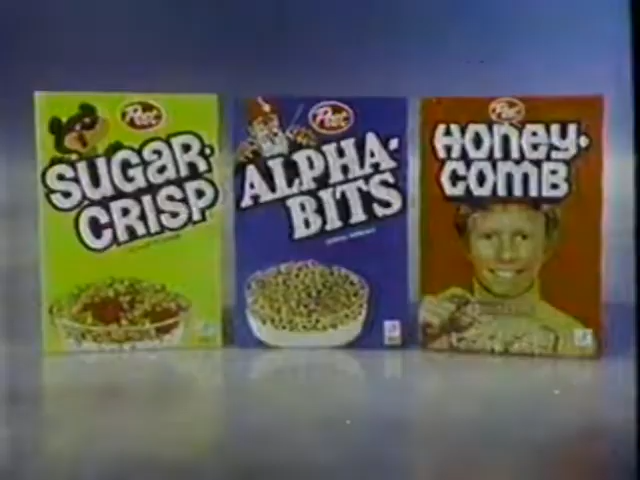 Post
SUGAR-
CRISP
Post
ALPHA-
BITS
Post
HONEY-
COMB